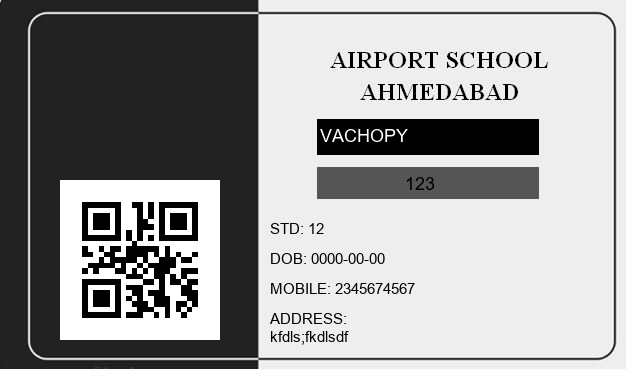 AIRPORT SCHOOL
AHMEDABAD
VACHOPY
123
STD: 12
DOB: 0000-00-00
MOBILE: 2345674567
ADDRESS:
kfdls;fkdlsdf